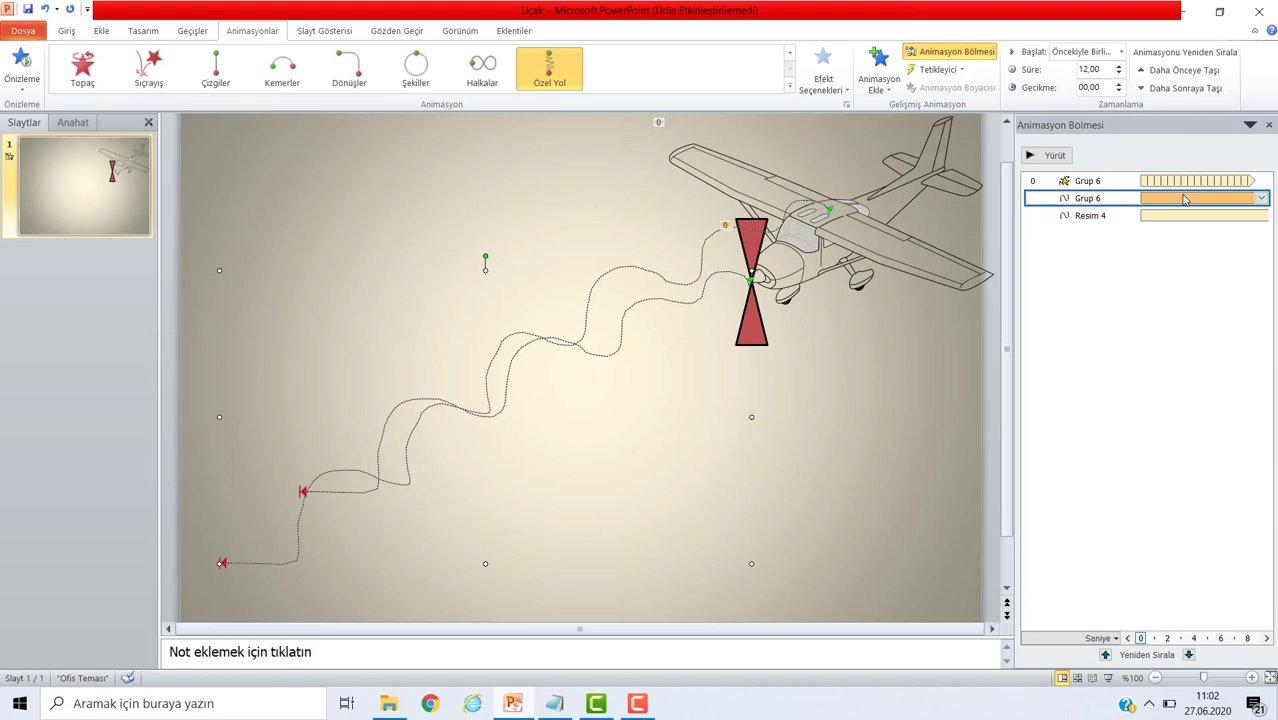 Uçak - Microsoft PowerPoint (Ürün Etkinleştirilemedi)
Dosya Giriş Ekle Tasarım Geçişler Animasyonlar Slayt Gösterisi Gözden Geçir Görünüm Eklentiler
Önizleme
Topaç Sıçrayış Çizgiler Kemerler Dönüşler Şekiller Halkalar Özel Yol
Efekt Seçenekleri
Animasyon Ekle
Animasyon Bölmesi
Tetikleyici
Animasyon Boyacısı
Başlat: Öncekiyle Birli...
Süre: 12,00
Gecikme: 00,00
Animasyonu Yeniden Sırala
Daha Önceye Taşı
Daha Sonraya Taşı
Önizleme Animasyon Gelişmiş Animasyon Zamanlama
Slaytlar Anahat
1
0
0
Animasyon Bölmesi
Yürüt
0 Grup 6
Grup 6
Resim 4
Saniye 0 2 4 6 8
Yeniden Sırala
Not eklemek için tıklatın
Slayt 1 / 1 "Ofis Teması" %100
Aramak için buraya yazın
11:02
27.06.2020
21